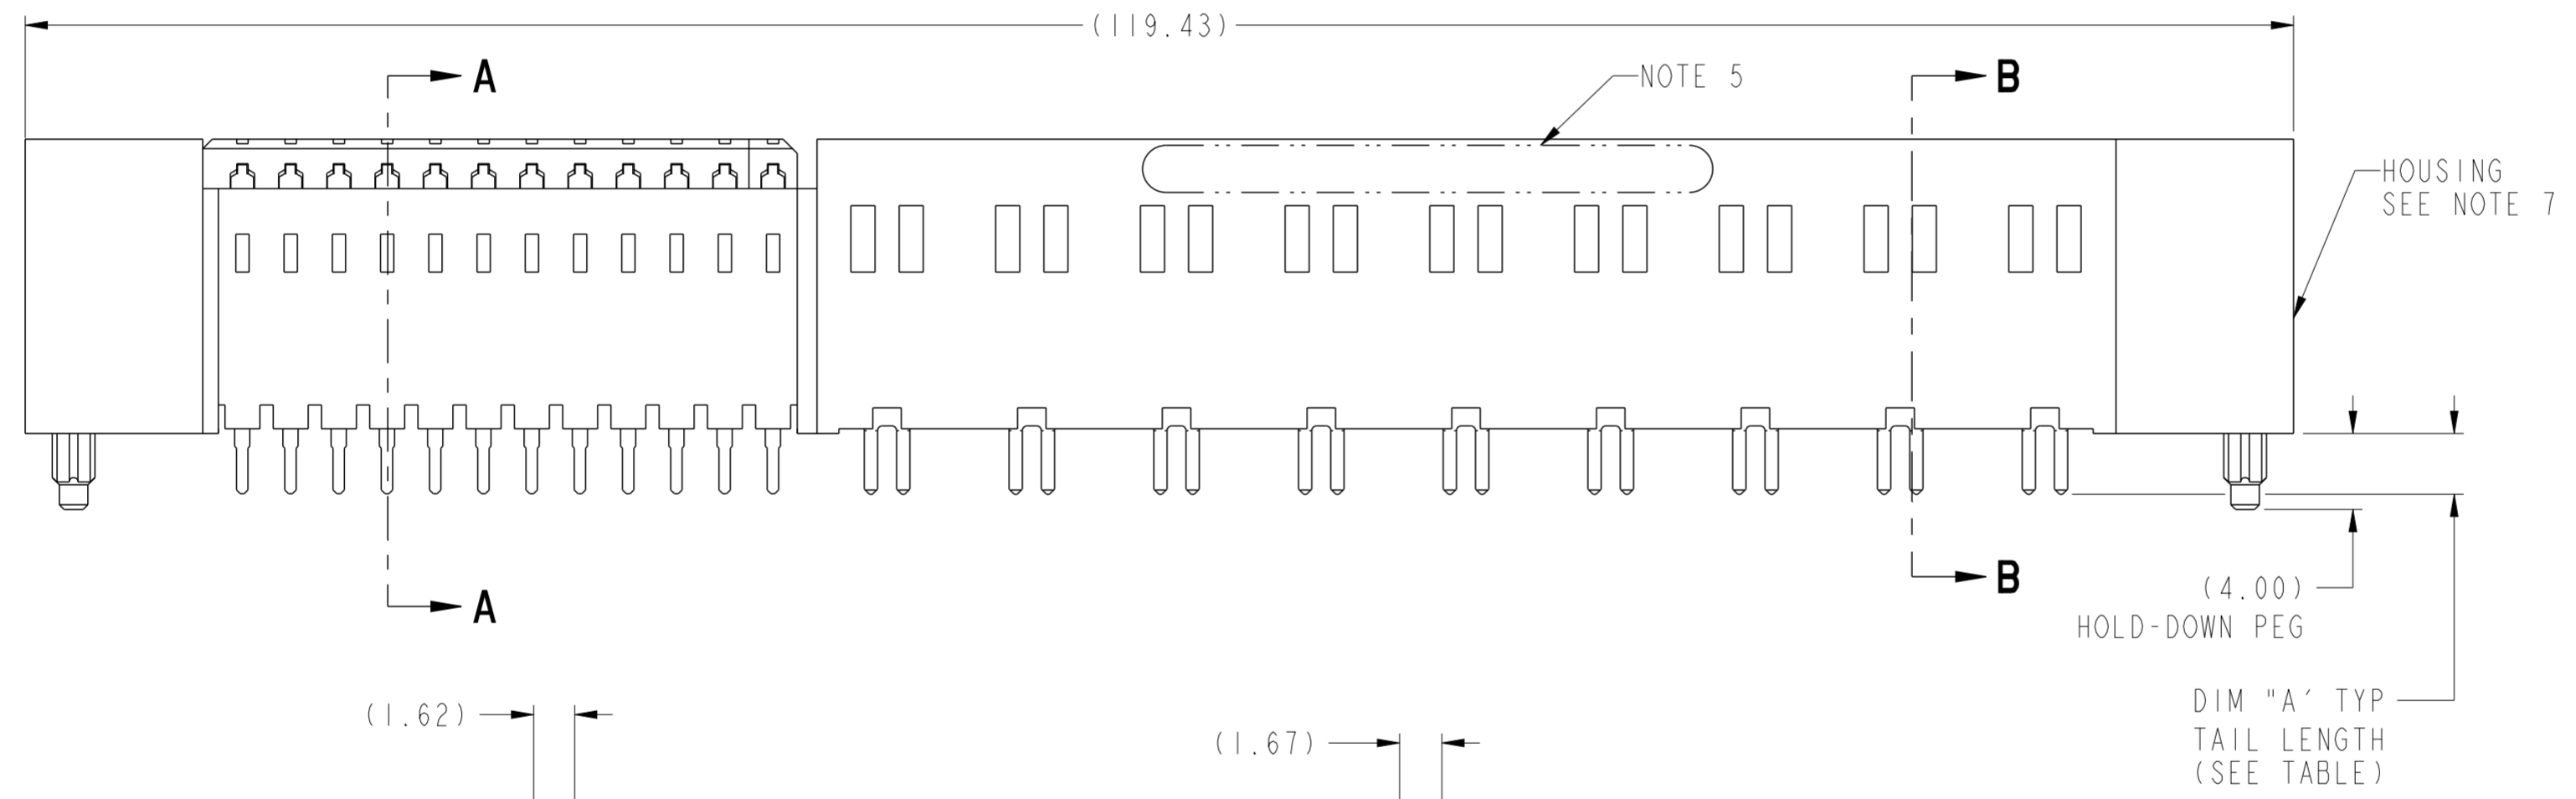 (119.43)
A
NOTE 5
B
HOUSING
SEE NOTE 7
A
B
(4.00)
HOLD-DOWN PEG
(1.62)
(1.67)
DIM "A' TYP
TAIL LENGTH
(SEE TABLE)